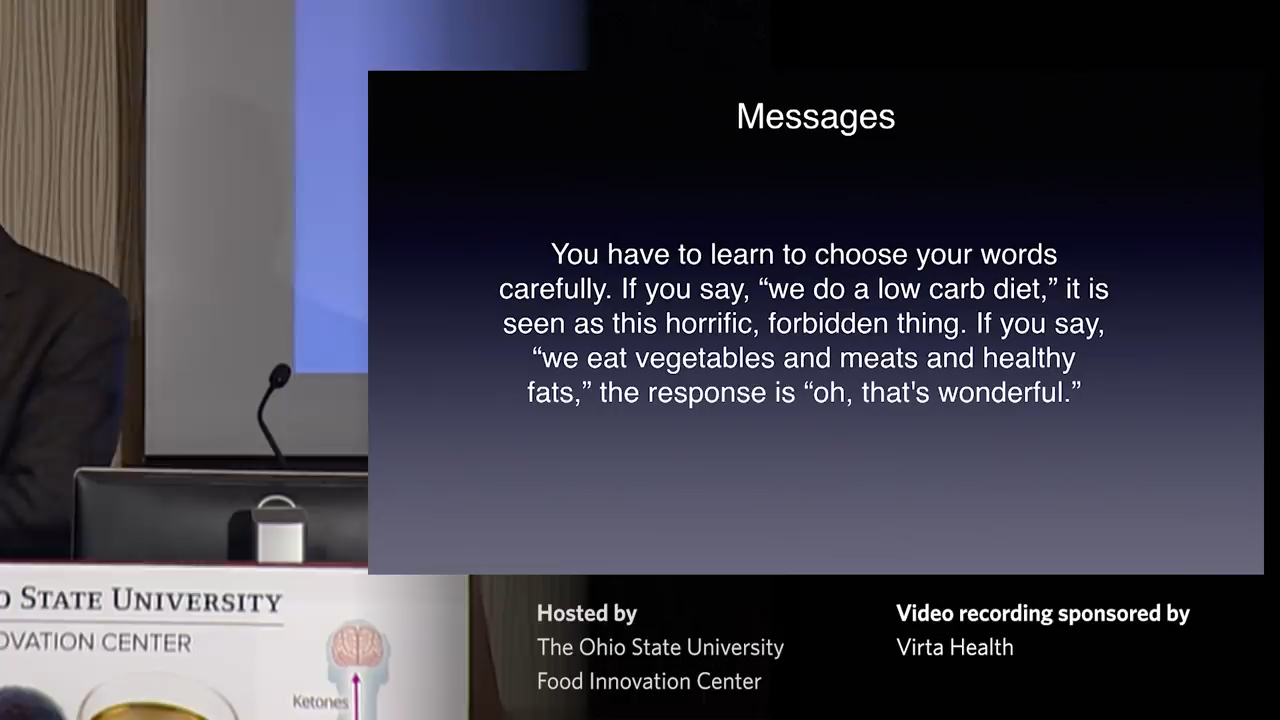 Messages
You have to learn to choose your words
carefully. If you say, “we do a low carb diet,” it is
seen as this horrific, forbidden thing. If you say,
“we eat vegetables and meats and healthy
fats,” the response is “oh, that's wonderful.”
STATE UNIVERSITY
CENTER
Ketones
Hosted by
The Ohio State University
Food Innovation Center
Video recording sponsored by
Virta Health